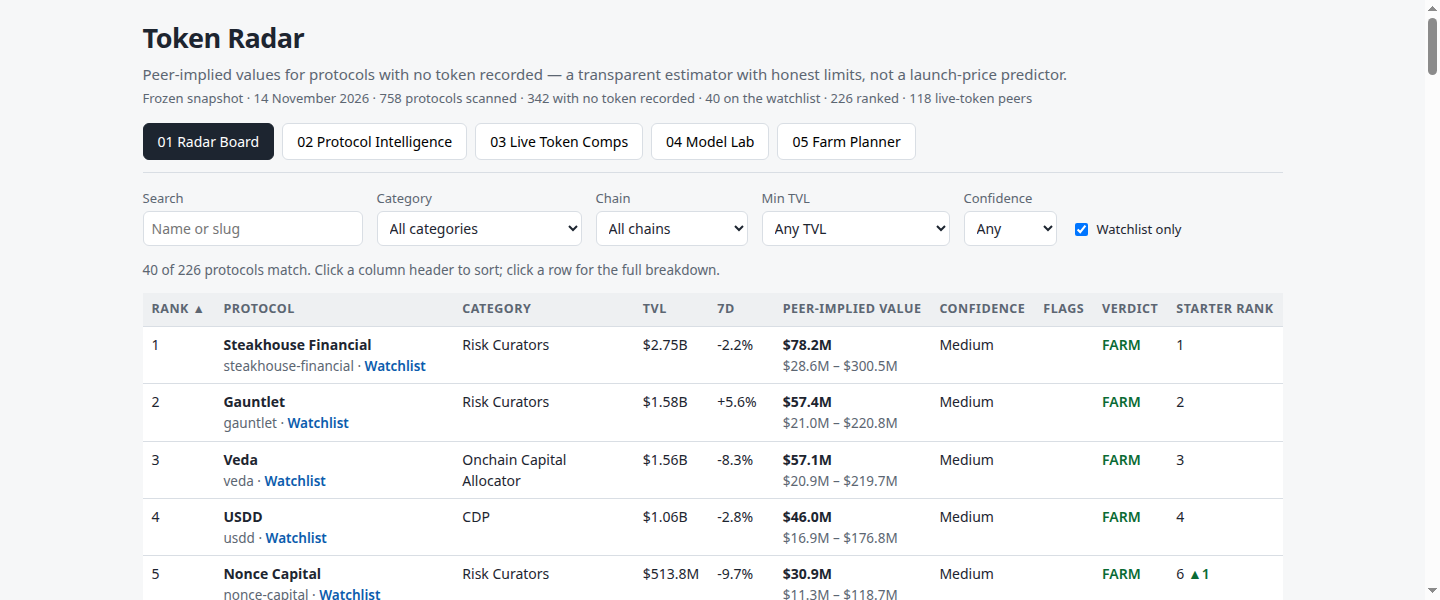 Token Radar
Peer-implied values for protocols with no token recorded — a transparent estimator with honest limits, not a launch-price predictor.
Frozen snapshot · 14 November 2026 · 758 protocols scanned · 342 with no token recorded · 40 on the watchlist · 226 ranked · 118 live-token peers
01 Radar Board 02 Protocol Intelligence 03 Live Token Comps 04 Model Lab 05 Farm Planner
Search Category Chain Min TVL Confidence
Name or slug All categories All chains Any TVL Any Watchlist only
40 of 226 protocols match. Click a column header to sort; click a row for the full breakdown.
RANK ▲ PROTOCOL CATEGORY TVL 7D PEER-IMPLIED VALUE CONFIDENCE FLAGS VERDICT STARTER RANK
1 Steakhouse Financial Risk Curators $2.75B -2.2% $78.2M Medium FARM 1
steakhouse-financial · Watchlist $28.6M – $300.5M
2 Gauntlet Risk Curators $1.58B +5.6% $57.4M Medium FARM 2
gauntlet · Watchlist $21.0M – $220.8M
3 Veda Onchain Capital $1.56B -8.3% $57.1M Medium FARM 3
veda · Watchlist Allocator $20.9M – $219.7M
4 USDD CDP $1.06B -2.8% $46.0M Medium FARM 4
usdd · Watchlist $16.9M – $176.8M
5 Nonce Capital Risk Curators $513.8M -9.7% $30.9M Medium FARM 6 ▲1
nonce-capital · Watchlist $11.3M – $118.7M